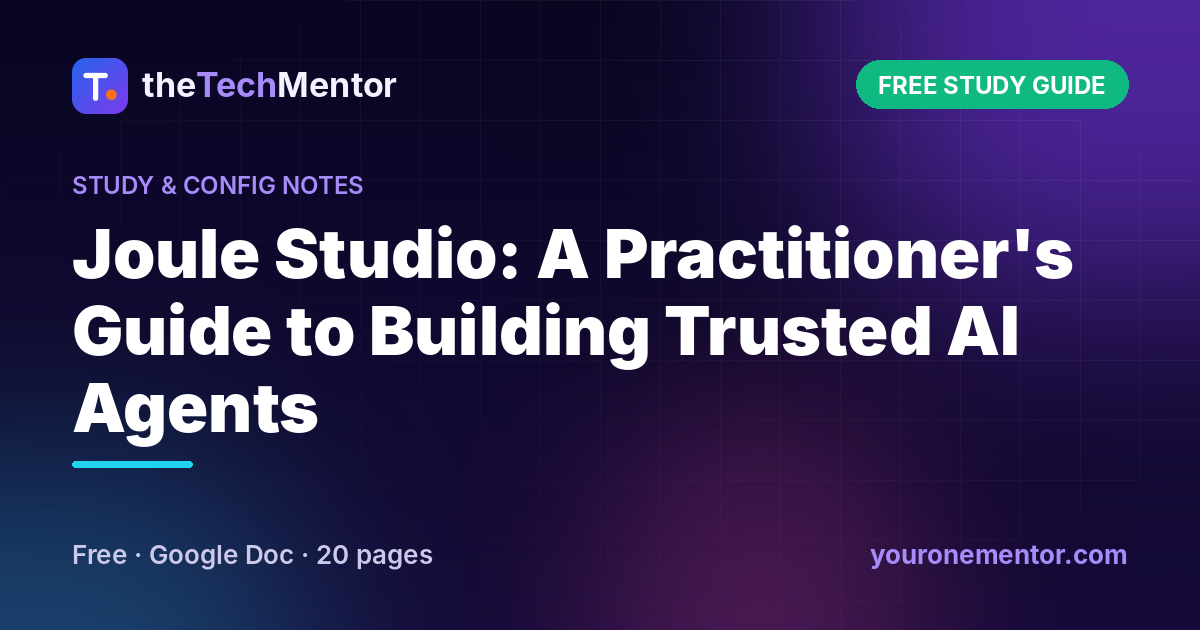 T.
theTechMentor
FREE STUDY GUIDE
STUDY & CONFIG NOTES
Joule Studio: A Practitioner's
Guide to Building Trusted AI
Agents
Free · Google Doc · 20 pages
youronementor.com